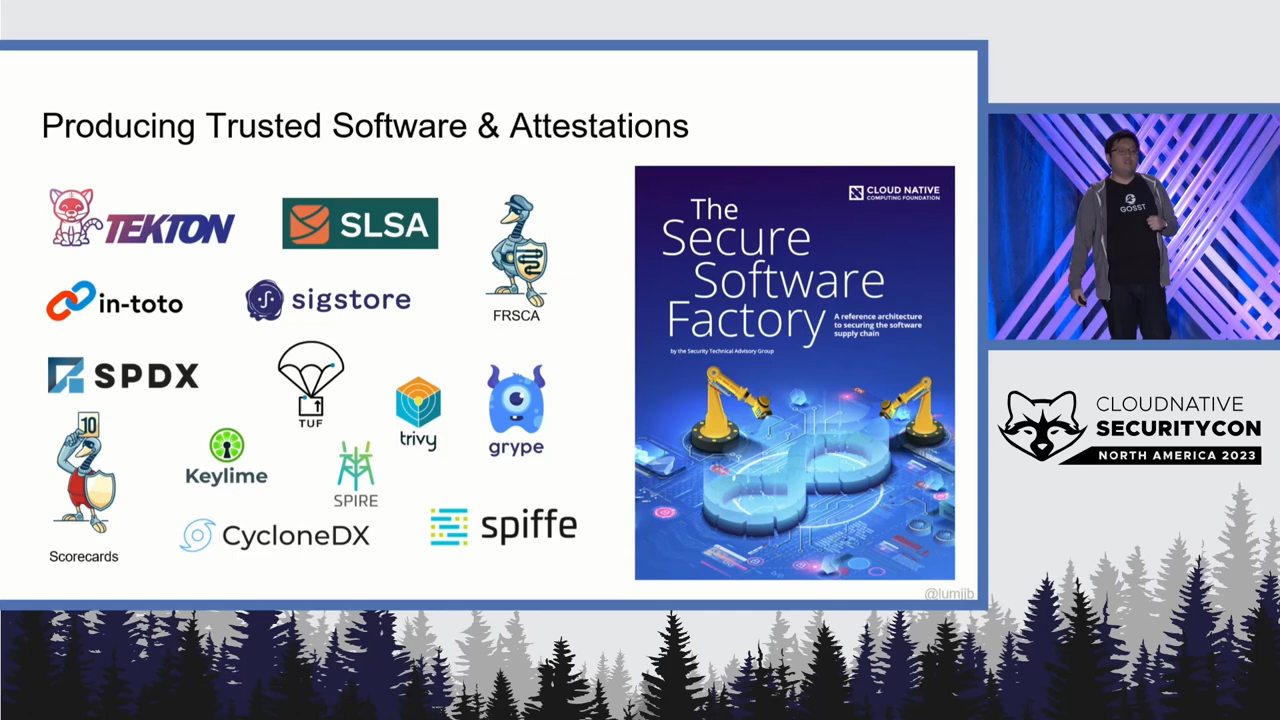 Producing Trusted Software & Attestations
TEKTON
SLSA
in-toto
sigstore
FRSCA
SPDX
TUF
trivy
grype
10
Keylime
SPIRE
Scorecards
CycloneDX
spiffe
CLOUD NATIVE
COMPUTING FOUNDATION
The
Secure
Software
Factory
A reference architecture
to securing the software
supply chain
by the Security Technical Advisory Group
@lumjjb
GOSST
CLOUDNATIVE
SECURITYCON
NORTH AMERICA 2023